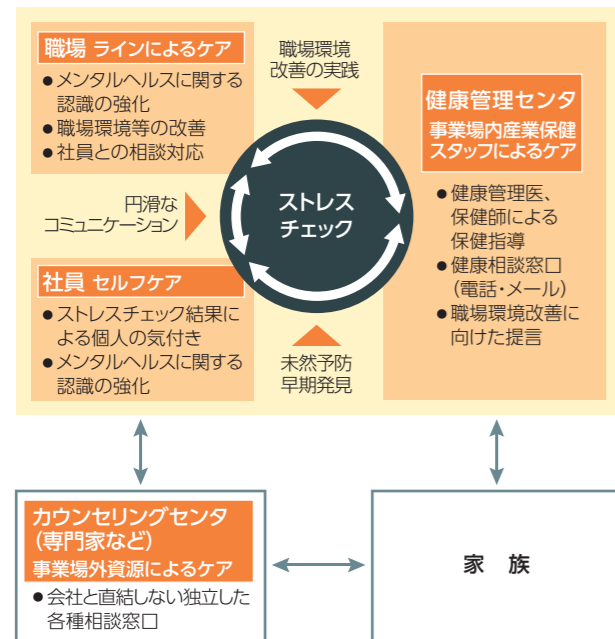 職場 ラインによるケア
●メンタルヘルスに関する
認識の強化
●職場環境等の改善
●社員との相談対応
職場環境
改善の実践
健康管理センタ
事業場内産業保健
スタッフによるケア
●健康管理医、
保健師による
保健指導
●健康相談窓口
(電話・メール)
●職場環境改善に
向けた提言
円滑な
コミュニケーション
ストレス
チェック
社員 セルフケア
●ストレスチェック結果に
よる個人の気付き
●メンタルヘルスに関する
認識の強化
未然予防
早期発見
カウンセリングセンタ
(専門家など)
事業場外資源によるケア
●会社と直結しない独立した
各種相談窓口
家 族